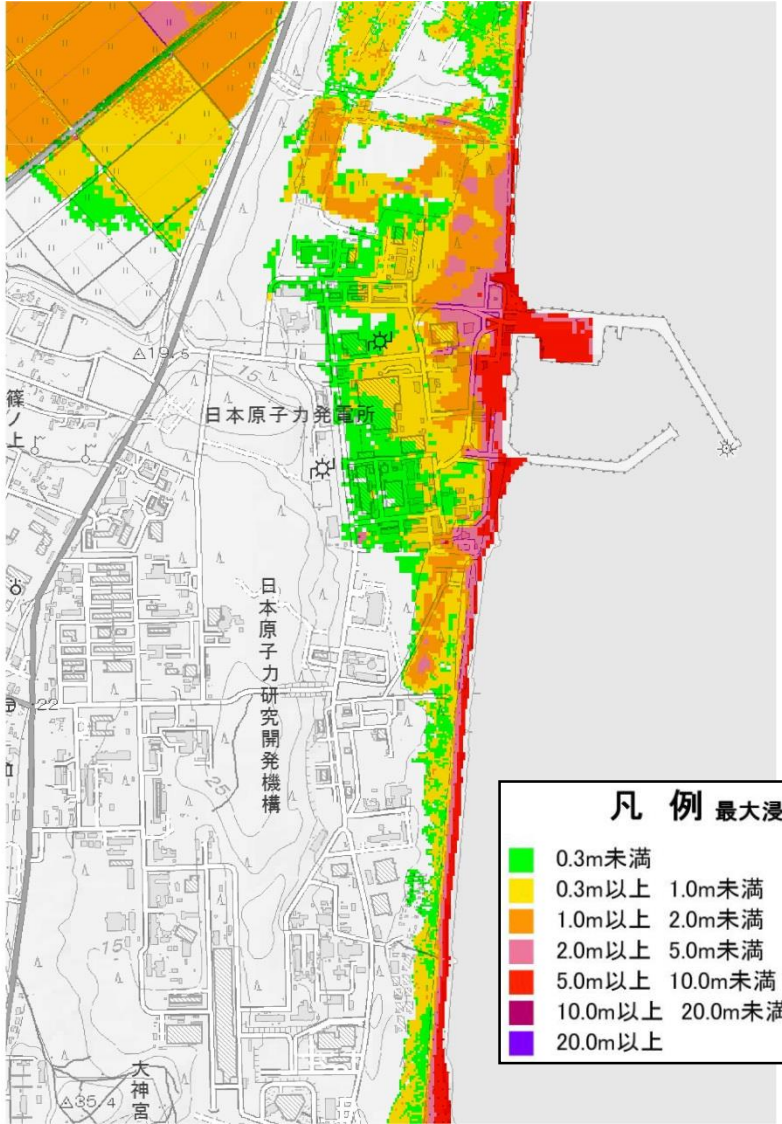 △19.5
15
篠ノ上
日本原子力発電所
日本原子力研究開発機構
22
25
15
大神宮
△35.4
凡 例 最大浸
0.3m未満
0.3m以上 1.0m未満
1.0m以上 2.0m未満
2.0m以上 5.0m未満
5.0m以上 10.0m未満
10.0m以上 20.0m未満
20.0m以上